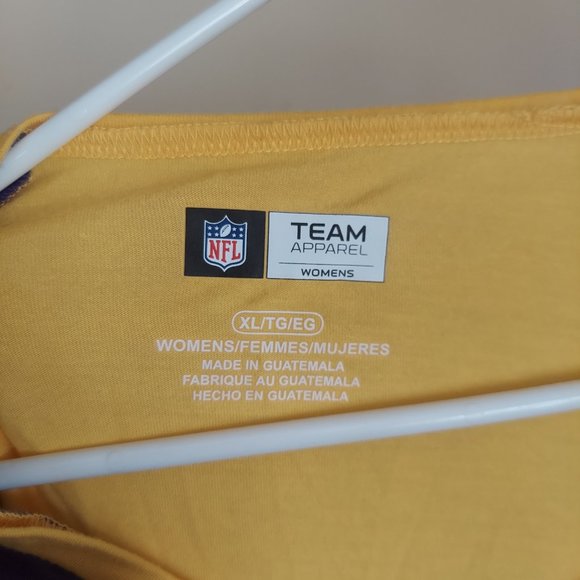 NFL
TEAM
APPAREL
WOMENS
XL/TG/EG
WOMENS/FEMMES/MUJERES
MADE IN GUATEMALA
FABRIQUE AU GUATEMALA
HECHO EN GUATEMALA